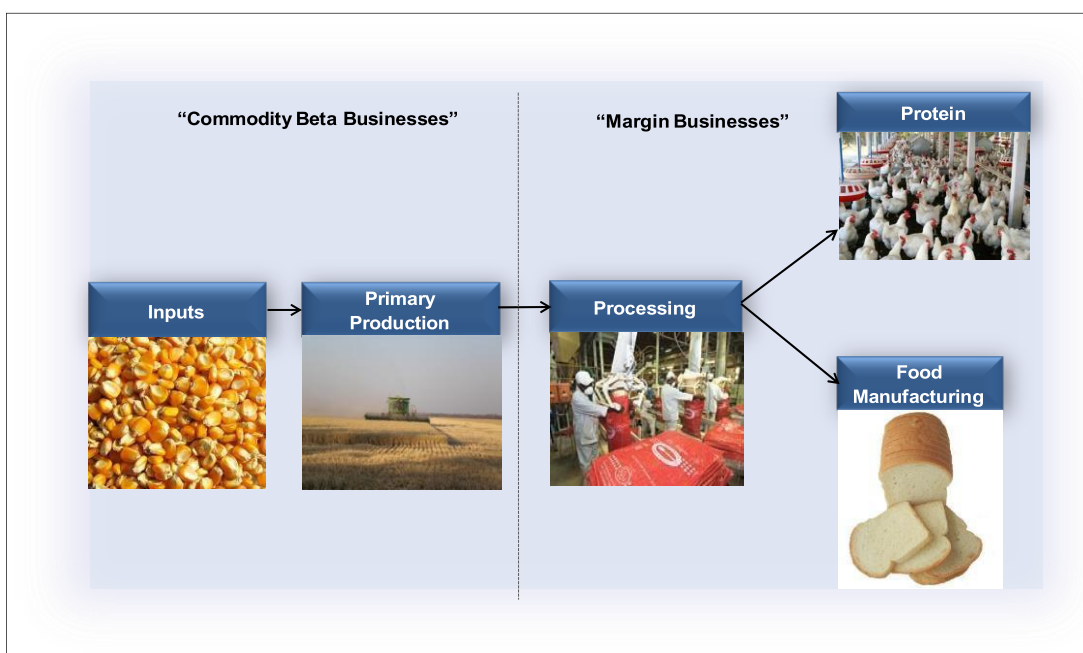 “Commodity Beta Businesses”
“Margin Businesses”
Protein
Inputs
Primary
Production
Processing
Food
Manufacturing